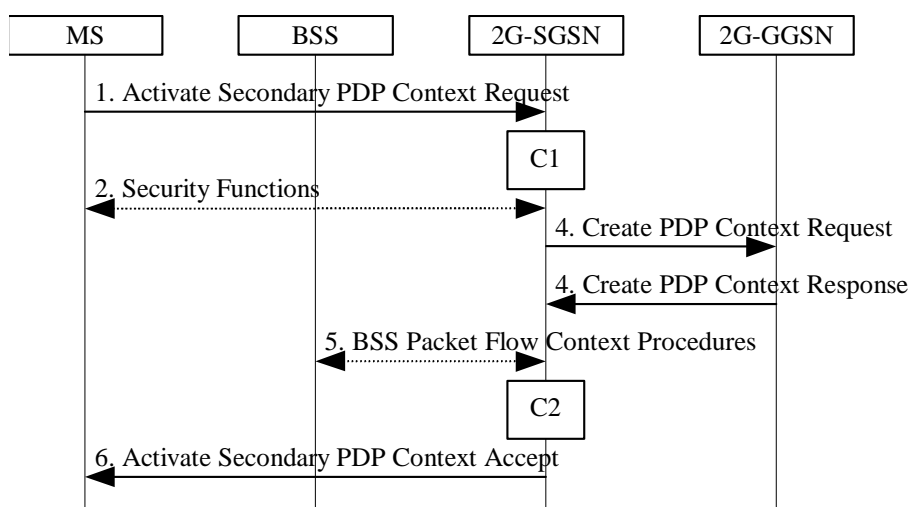 MS
BSS
2G-SGSN
2G-GGSN
1. Activate Secondary PDP Context Request
C1
2. Security Functions
4. Create PDP Context Request
4. Create PDP Context Response
5. BSS Packet Flow Context Procedures
C2
6. Activate Secondary PDP Context Accept